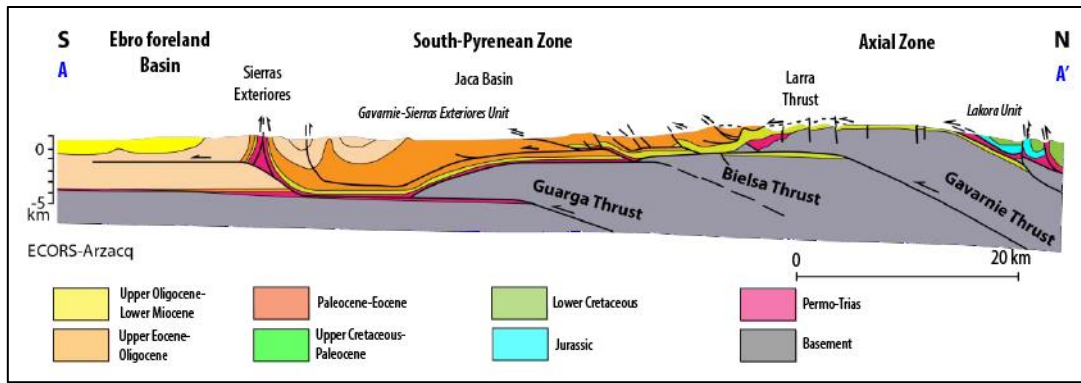 S
A
Ebro foreland
Basin
South-Pyrenean Zone
Axial Zone
N
A'
Sierras
Exteriores
Jaca Basin
Gavarnie-Sierras Exteriores Unit
Larra
Thrust
Lakora Unit
0
-5
km
Guarga Thrust
Bielsa Thrust
Gavarnie Thrust
ECORS-Arzacq
0
20 km
Upper Oligocene-
Lower Miocene
Paleocene-Eocene
Lower Cretaceous
Permo-Trias
Upper Eocene-
Oligocene
Upper Cretaceous-
Paleocene
Jurassic
Basement